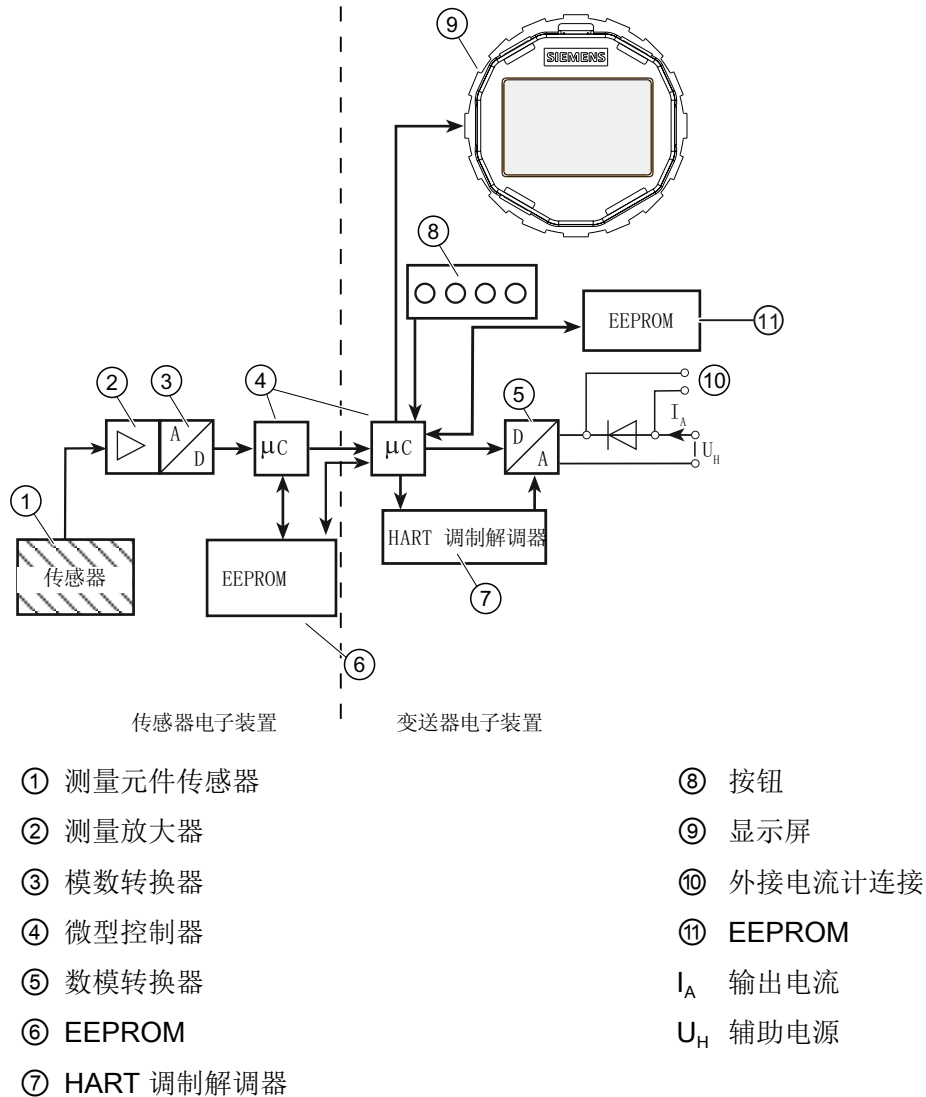 ⑨
SIEMENS
⑧
EEPROM
⑪
②
③
④
⑤
⑩
A
D
μC
μC
D
A
I_A
U_H
①
传感器
EEPROM
HART 调制解调器
⑦
⑥
传感器电子装置
变送器电子装置
① 测量元件传感器
② 测量放大器
③ 模数转换器
④ 微型控制器
⑤ 数模转换器
⑥ EEPROM
⑦ HART 调制解调器
⑧ 按钮
⑨ 显示屏
⑩ 外接电流计连接
⑪ EEPROM
I_A 输出电流
U_H 辅助电源